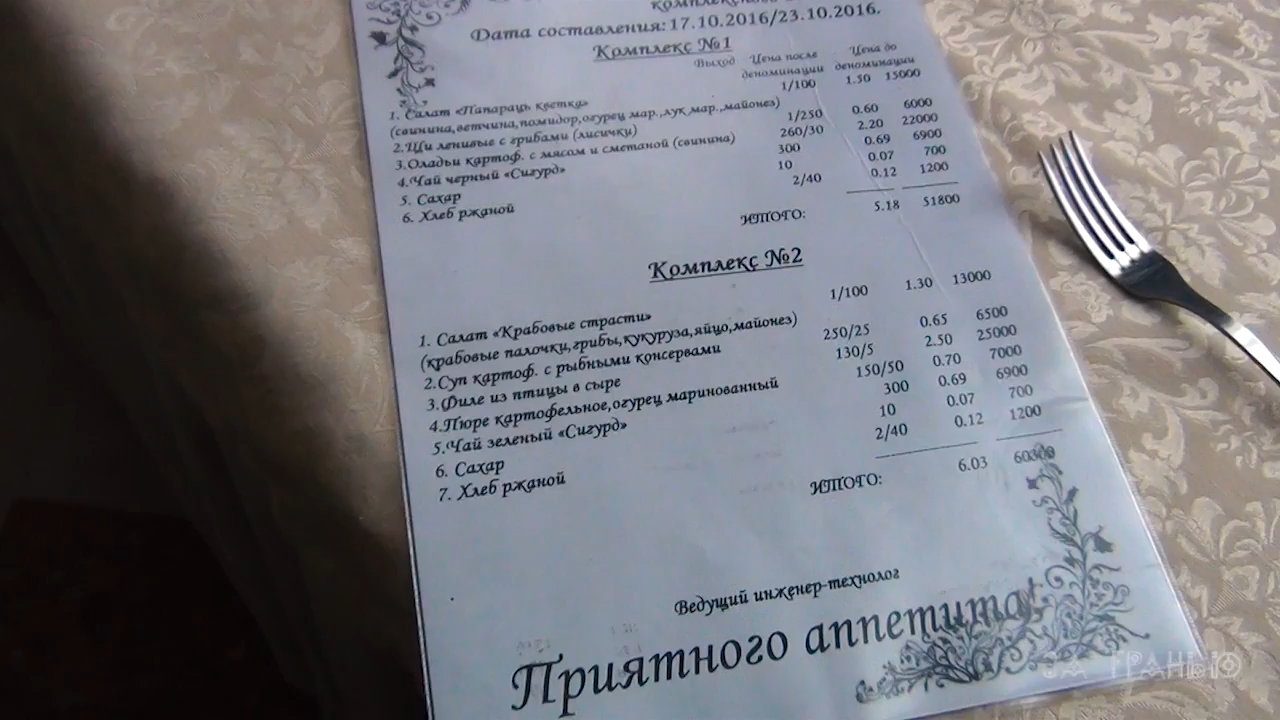 Дата составления: 17.10.2016/23.10.2016.
Комплекс №1
Выход Цена после деноминации Цена до деноминации
1. Салат «Папараць кветка» 1/100 1.50 15000
(свинина,ветчина,помидор,огурец мар.,лук мар.,майонез)
2.Щи ленивые с грибами (лисички) 1/250 0.60 6000
3.Оладьи картоф. с мясом и сметаной (свинина) 260/30 2.20 22000
4.Чай черный «Сигурд» 300 0.69 6900
5. Сахар 10 0.07 700
6. Хлеб ржаной 2/40 0.12 1200
ИТОГО: 5.18 51800
Комплекс №2
1. Салат «Крабовые страсти» 1/100 1.30 13000
(крабовые палочки,грибы,кукуруза,яйцо,майонез)
2.Суп картоф. с рыбными консервами 250/25 0.65 6500
3.Филе из птицы в сыре 130/5 2.50 25000
4.Пюре картофельное,огурец маринованный 150/50 0.70 7000
5.Чай зеленый «Сигурд» 300 0.69 6900
6. Сахар 10 0.07 700
7. Хлеб ржаной 2/40 0.12 1200
ИТОГО: 6.03 60300
Ведущий инженер-технолог
Приятного аппетита!
ЗА ГРАНЬЮ